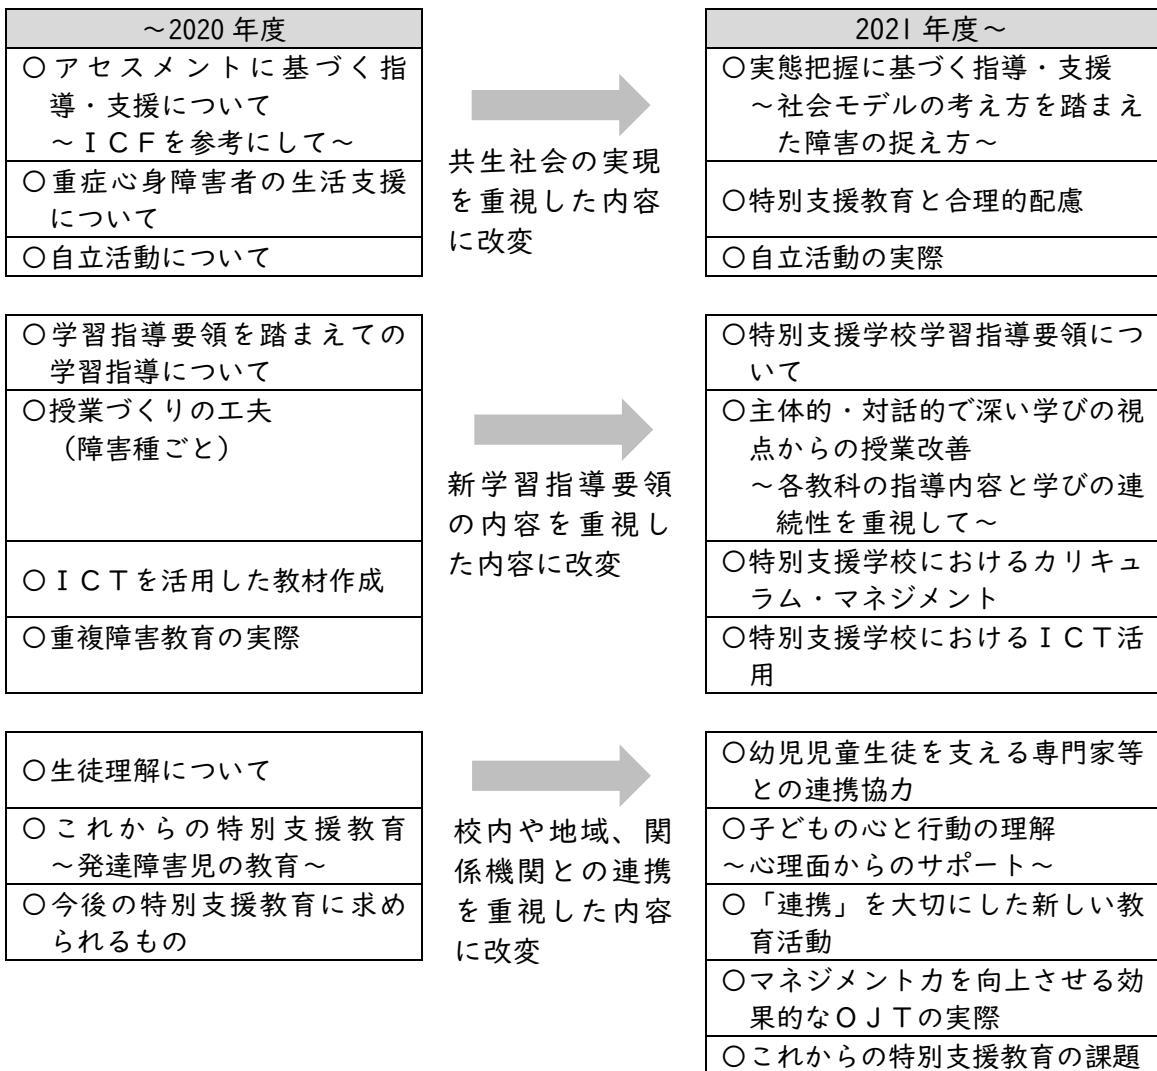 ～2020 年度
○アセスメントに基づく指
導・支援について
～ＩＣＦを参考にして～
○重症心身障害者の生活支援
について
○自立活動について
共生社会の実現
を重視した内容
に改変
2021 年度～
○実態把握に基づく指導・支援
～社会モデルの考え方を踏まえ
た障害の捉え方～
○特別支援教育と合理的配慮
○自立活動の実際
○学習指導要領を踏まえての
学習指導について
○授業づくりの工夫
（障害種ごと）
○ＩＣＴを活用した教材作成
○重複障害教育の実際
新学習指導要領
の内容を重視し
た内容に改変
○特別支援学校学習指導要領につ
いて
○主体的・対話的で深い学びの視
点からの授業改善
～各教科の指導内容と学びの連
続性を重視して～
○特別支援学校におけるカリキュ
ラム・マネジメント
○特別支援学校におけるＩＣＴ活
用
○生徒理解について
○これからの特別支援教育
～発達障害児の教育～
○今後の特別支援教育に求め
られるもの
校内や地域、関
係機関との連携
を重視した内容
に改変
○幼児児童生徒を支える専門家等
との連携協力
○子どもの心と行動の理解
～心理面からのサポート～
○「連携」を大切にした新しい教
育活動
○マネジメント力を向上させる効
果的なＯＪＴの実際
○これからの特別支援教育の課題